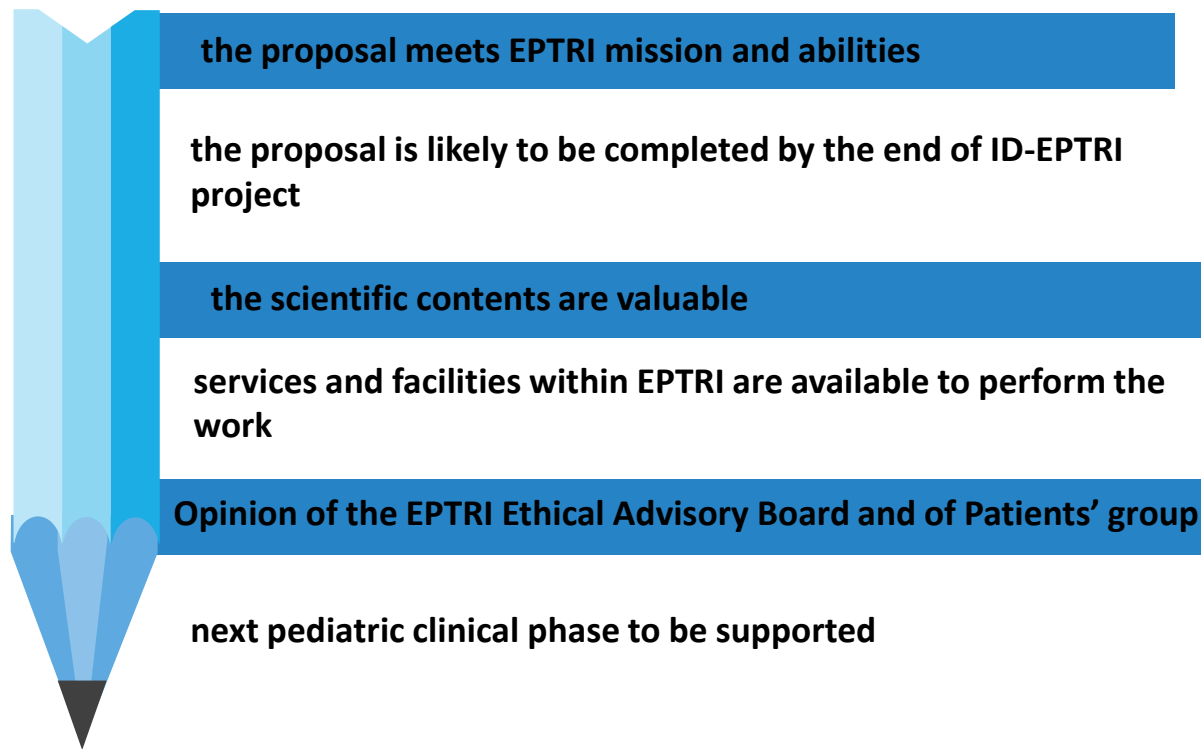 the proposal meets EPTRI mission and abilities
the proposal is likely to be completed by the end of ID-EPTRI
project
the scientific contents are valuable
services and facilities within EPTRI are available to perform the
work
Opinion of the EPTRI Ethical Advisory Board and of Patients’ group
next pediatric clinical phase to be supported